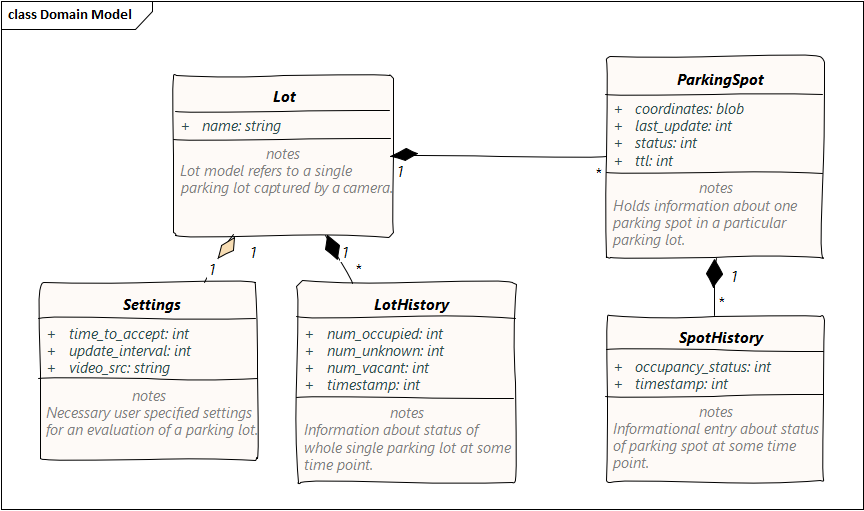 class Domain Model
Lot
+ name: string
notes
Lot model refers to a single
parking lot captured by a camera.
1
*
ParkingSpot
+ coordinates: blob
+ last_update: int
+ status: int
+ ttl: int
notes
Holds information about one
parking spot in a particular
parking lot.
1
1
1
*
1
*
Settings
+ time_to_accept: int
+ update_interval: int
+ video_src: string
notes
Necessary user specified settings
for an evaluation of a parking lot.
LotHistory
+ num_occupied: int
+ num_unknown: int
+ num_vacant: int
+ timestamp: int
notes
Information about status of
whole single parking lot at some
time point.
SpotHistory
+ occupancy_status: int
+ timestamp: int
notes
Informational entry about status
of parking spot at some time
point.